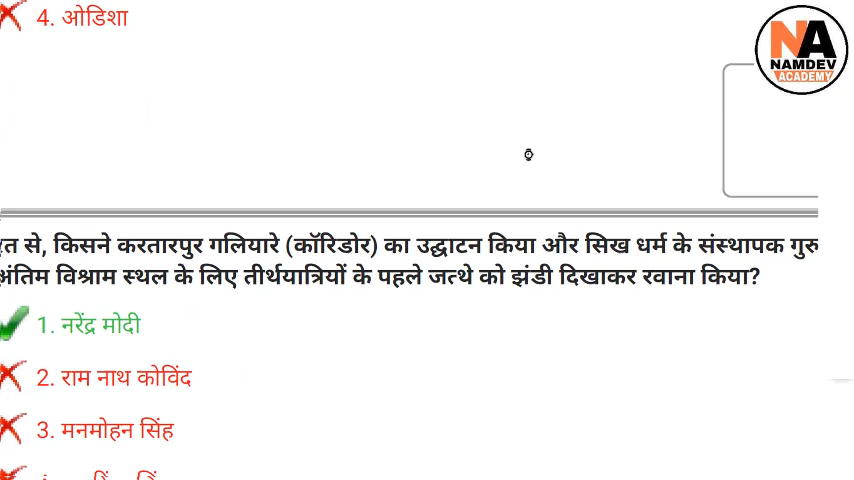 4. ओडिशा
NA
NAMDEV
ACADEMY
से, किसने करतारपुर गलियारे (कॉरिडोर) का उद्घाटन किया और सिख धर्म के संस्थापक गुरु
अंतिम विश्राम स्थल के लिए तीर्थयात्रियों के पहले जत्थे को झंडी दिखाकर रवाना किया?
1. नरेंद्र मोदी
2. राम नाथ कोविंद
3. मनमोहन सिंह